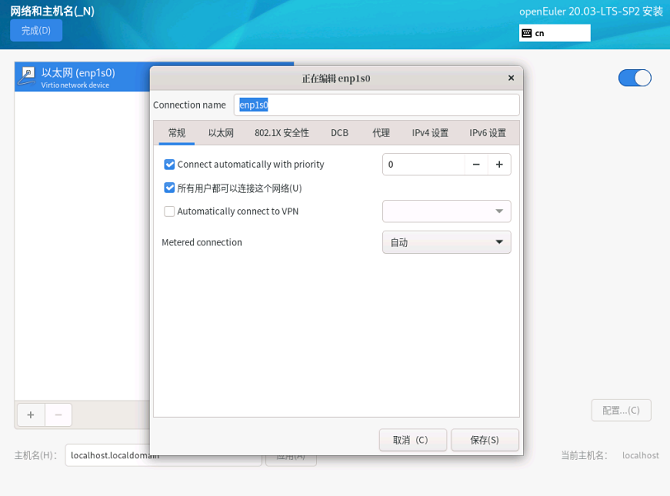 网络和主机名(_N)
openEuler 20.03-LTS-SP2 安装
完成(D)
cn
以太网 (enp1s0)
Virtio network device
正在编辑 enp1s0
Connection name
enp1s0
常规
以太网
802.1X 安全性
DCB
代理
IPv4 设置
IPv6 设置
Connect automatically with priority
0
所有用户都可以连接这个网络(U)
Automatically connect to VPN
Metered connection
自动
配置...(C)
取消 (C)
保存(S)
主机名(H):
localhost.localdomain
应用(A)
当前主机名:
localhost